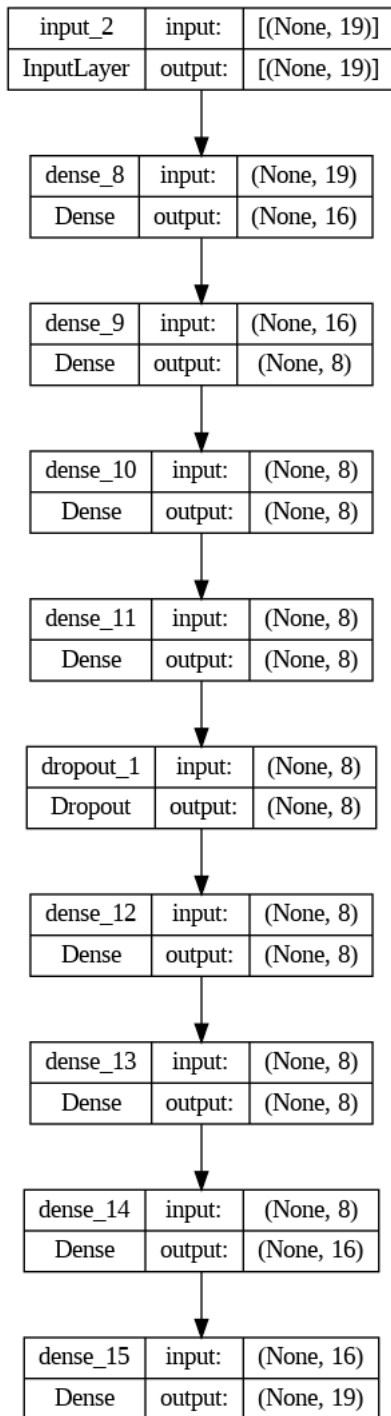 input_2 input: [(None, 19)]
InputLayer output: [(None, 19)]
dense_8 input: (None, 19)
Dense output: (None, 16)
dense_9 input: (None, 16)
Dense output: (None, 8)
dense_10 input: (None, 8)
Dense output: (None, 8)
dense_11 input: (None, 8)
Dense output: (None, 8)
dropout_1 input: (None, 8)
Dropout output: (None, 8)
dense_12 input: (None, 8)
Dense output: (None, 8)
dense_13 input: (None, 8)
Dense output: (None, 8)
dense_14 input: (None, 8)
Dense output: (None, 16)
dense_15 input: (None, 16)
Dense output: (None, 19)